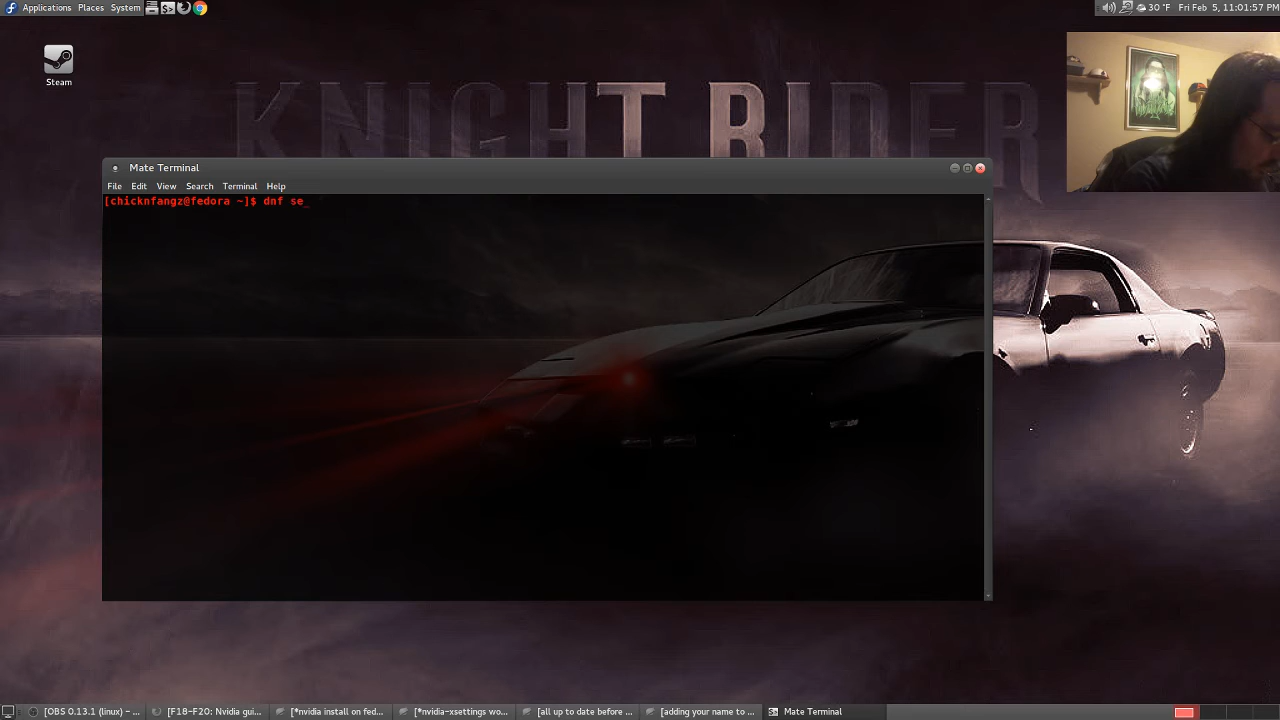 Applications Places System
30 °F Fri Feb 5, 11:01:57 PM
Steam
KNIGHT RIDER
Mate Terminal
File Edit View Search Terminal Help
[chicknfangz@fedora ~]$ dnf se_
[OBS 0.13.1 (linux) – ... [F18-F20: Nvidia gui... [*nvidia install on fed... [*nvidia-xsettings wo... [all up to date before ... [adding your name to ... Mate Terminal